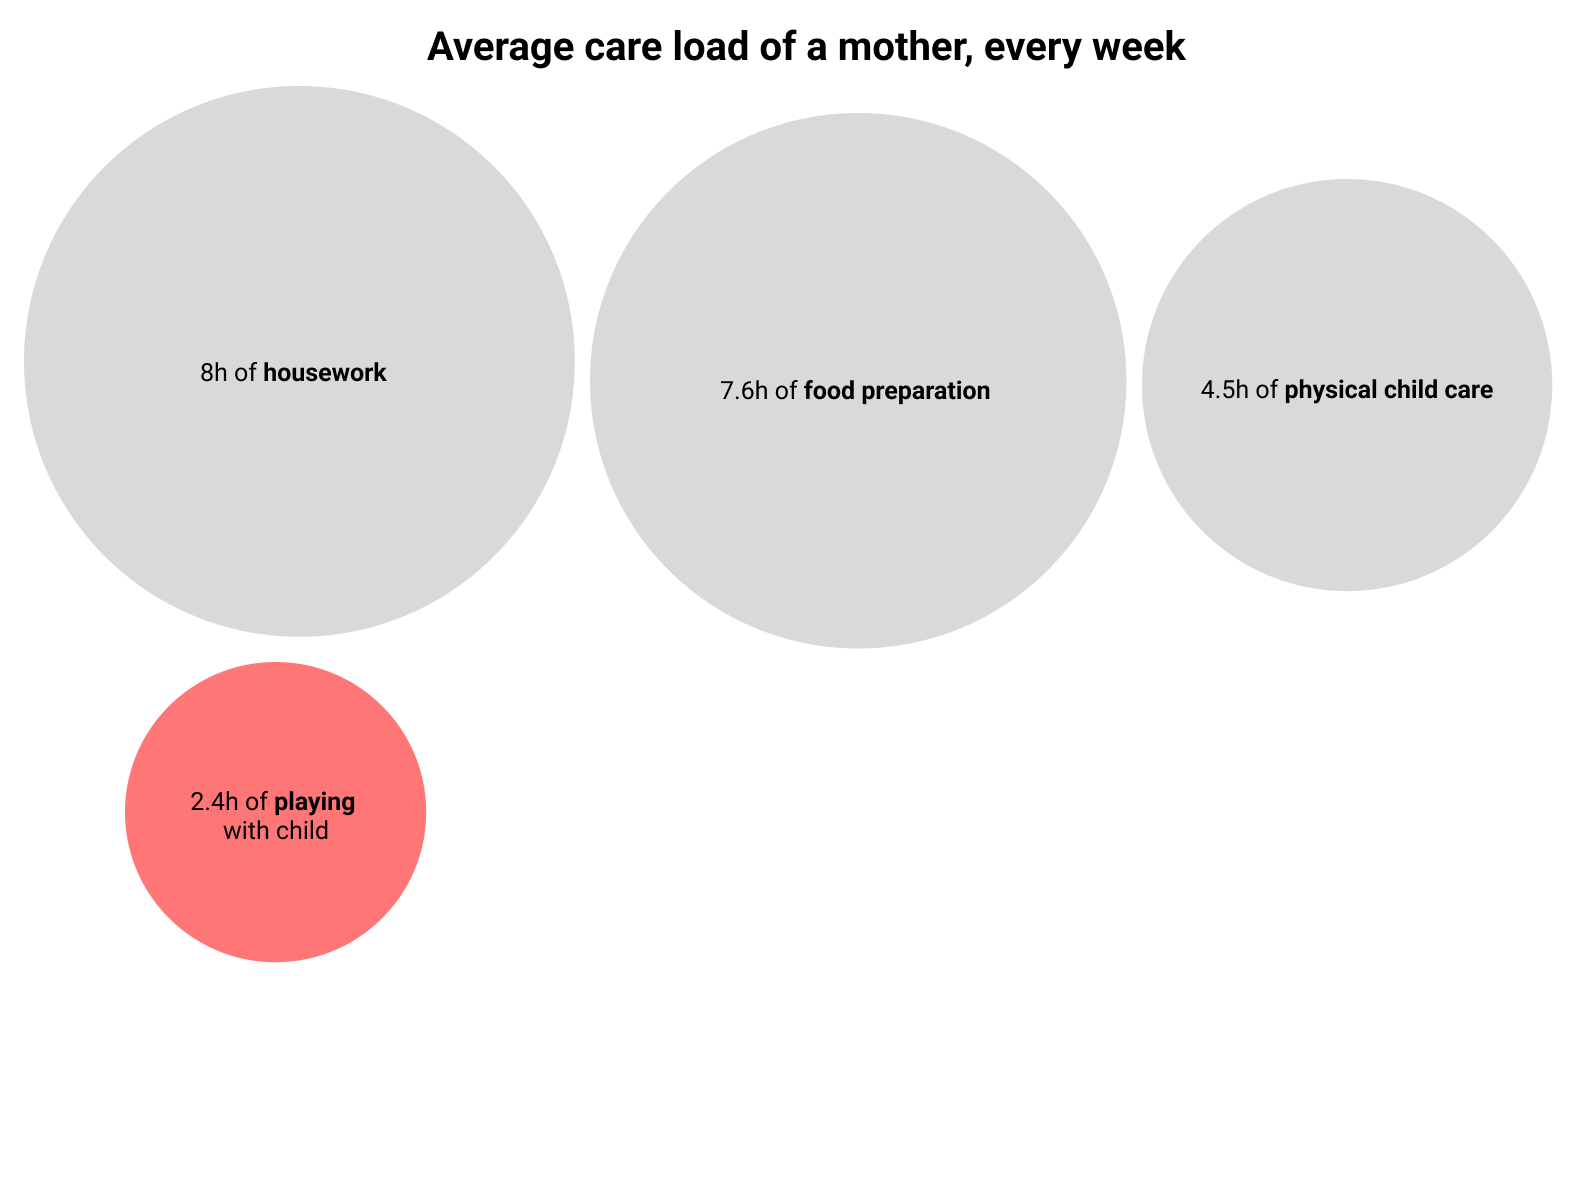 Average care load of a mother, every week
8h of housework
7.6h of food preparation
4.5h of physical child care
2.4h of playing
with child